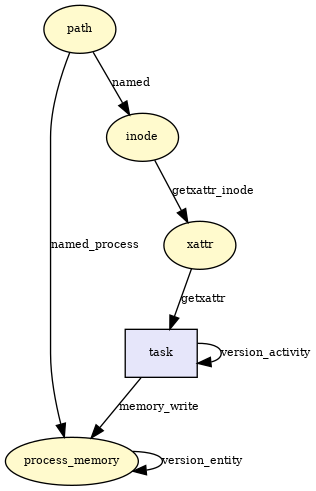 path
named
inode
getxattr_inode
named_process
xattr
getxattr
task
version_activity
memory_write
process_memory
version_entity